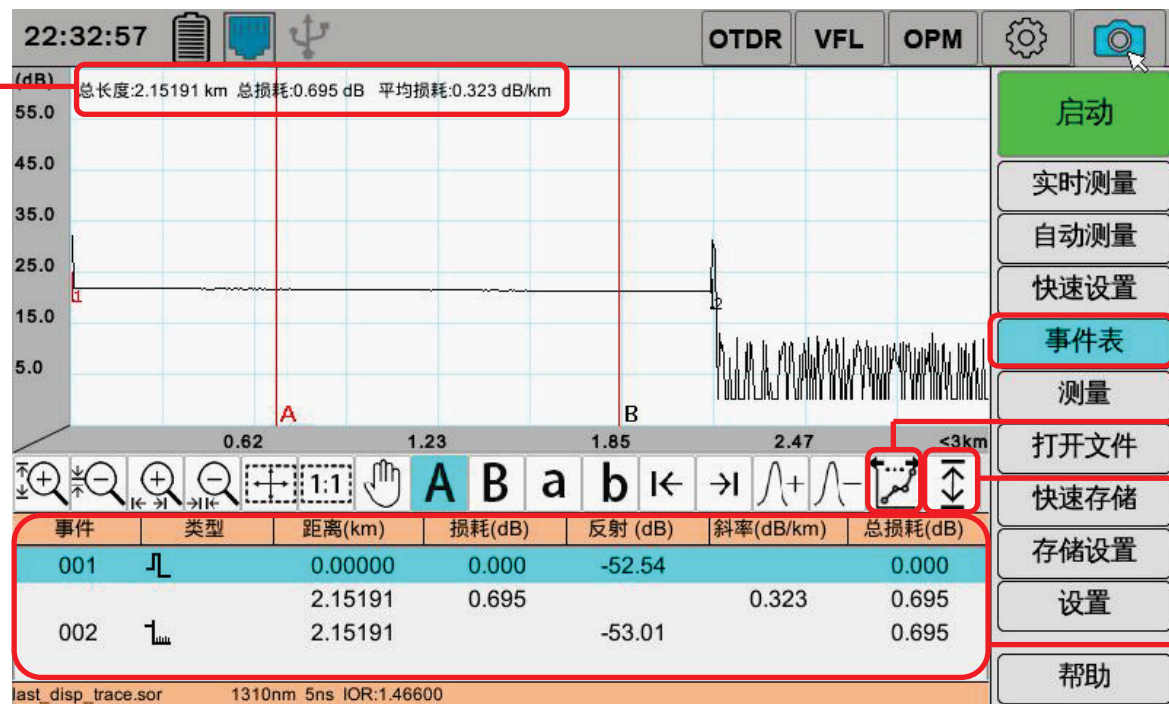 22:32:57 OTDR VFL OPM
(dB) 总长度:2.15191 km 总损耗:0.695 dB 平均损耗:0.323 dB/km
55.0
45.0
35.0
25.0
15.0
5.0
1
2
A B
0.62 1.23 1.85 2.47 <3km
启动
实时测量
自动测量
快速设置
事件表
测量
打开文件
快速存储
存储设置
设置
帮助
1:1 A B a b
事件 类型 距离(km) 损耗(dB) 反射 (dB) 斜率(dB/km) 总损耗(dB)
001 0.00000 0.000 -52.54 0.000
2.15191 0.695 0.323 0.695
002 2.15191 -53.01 0.695
last_disp_trace.sor 1310nm 5ns IOR:1.46600